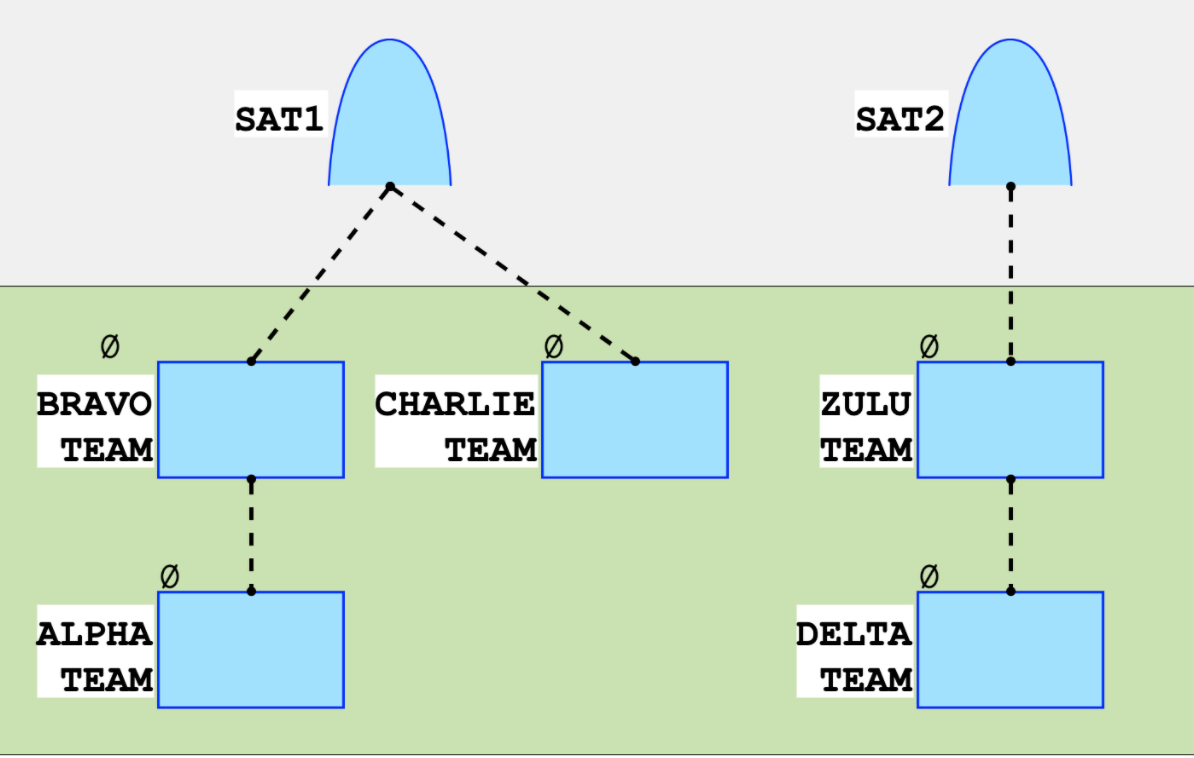 SAT1
SAT2
Ø
BRAVO
TEAM
Ø
CHARLIE
TEAM
Ø
ZULU
TEAM
Ø
ALPHA
TEAM
Ø
DELTA
TEAM